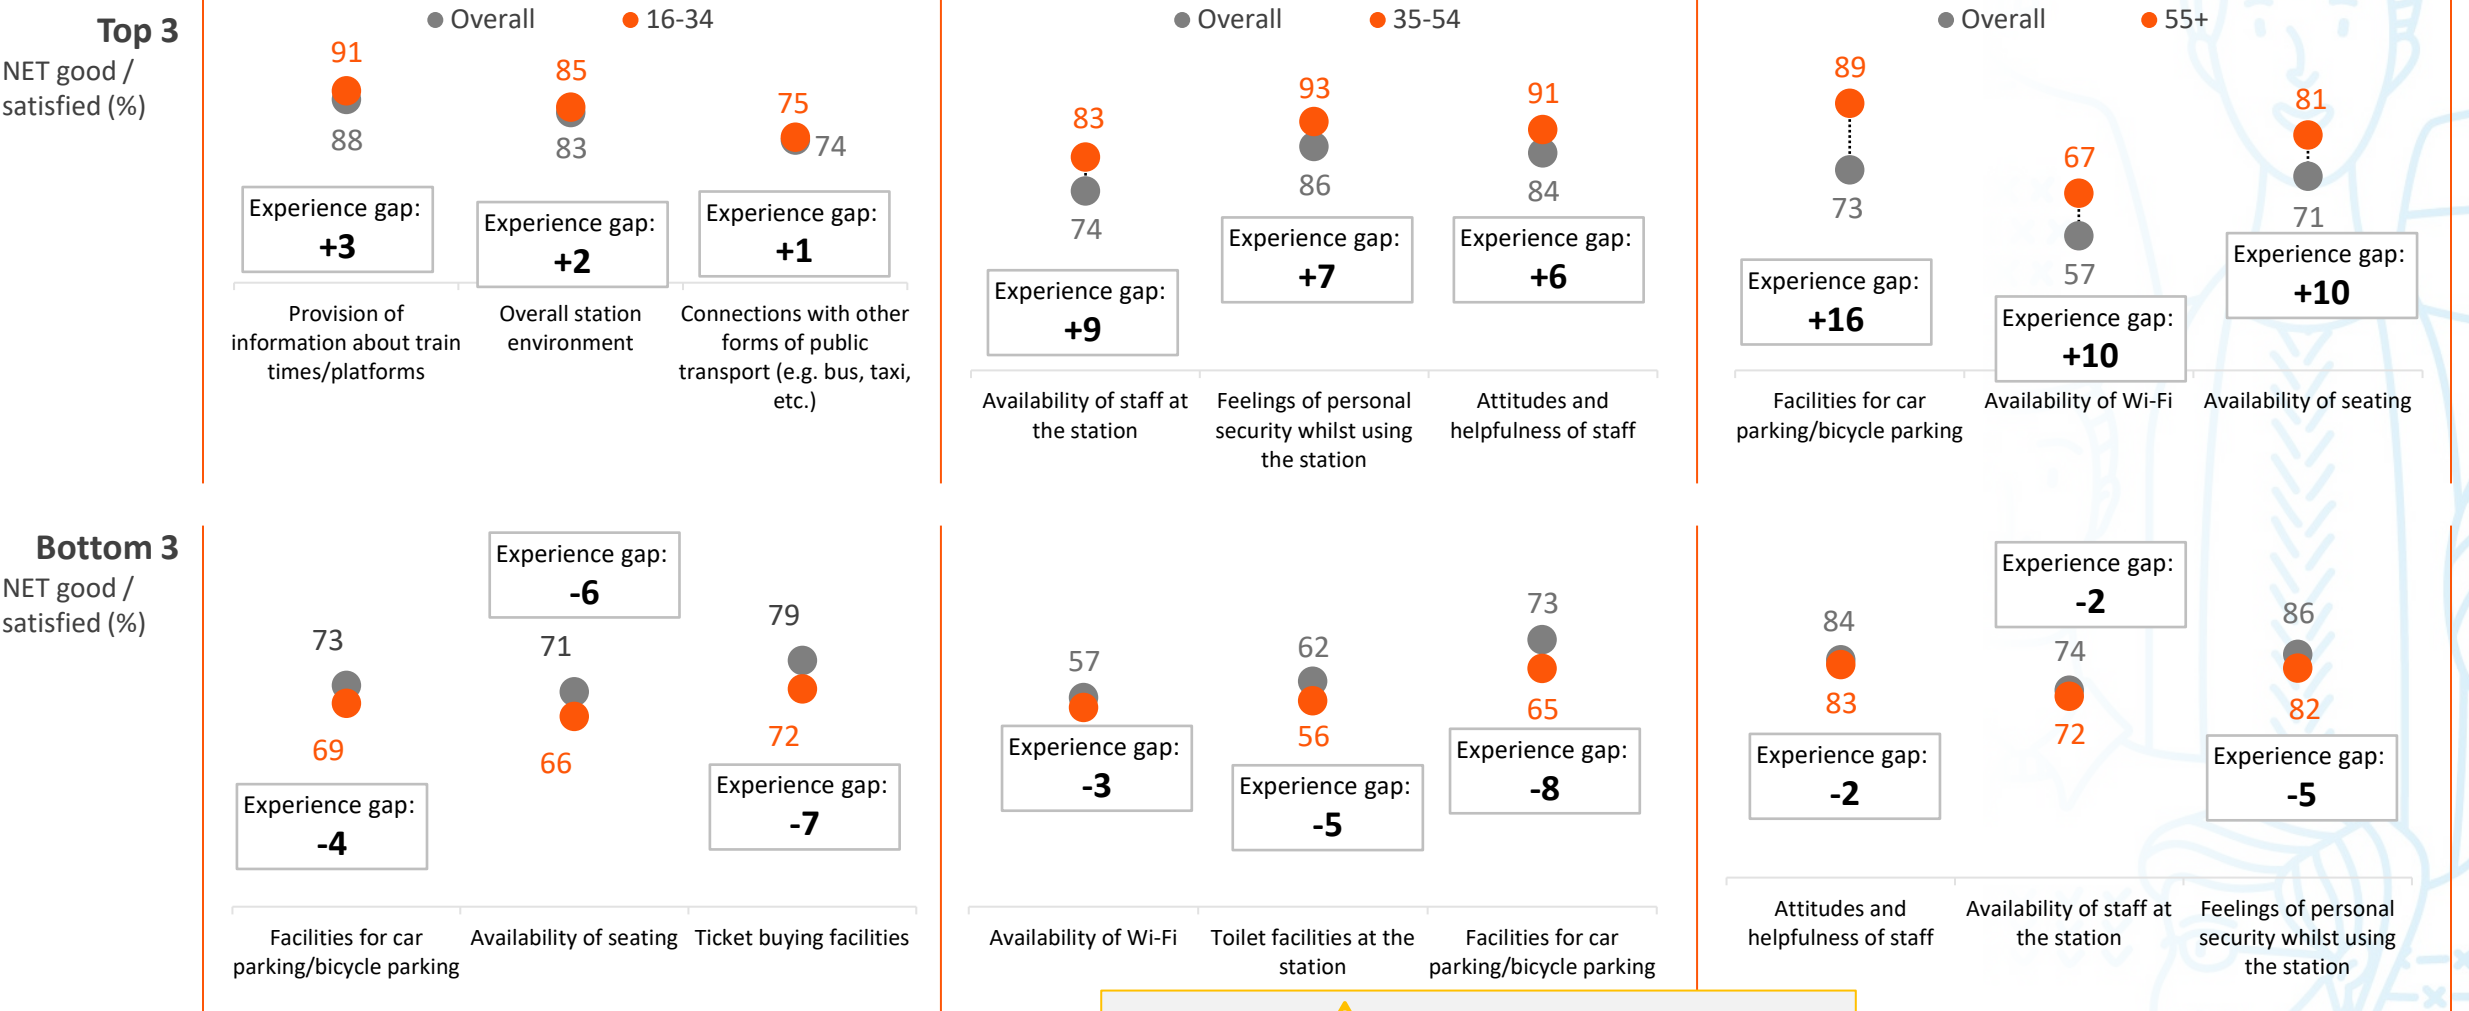 Top 3
NET good /
satisfied (%)
Overall
16-34
91
88
85
83
75
74
Experience gap:
+3
Experience gap:
+2
Experience gap:
+1
Provision of
information about train
times/platforms
Overall station
environment
Connections with other
forms of public
transport (e.g. bus, taxi,
etc.)
Overall
35-54
83
74
93
86
91
84
Experience gap:
+9
Experience gap:
+7
Experience gap:
+6
Availability of staff at
the station
Feelings of personal
security whilst using
the station
Attitudes and
helpfulness of staff
Overall
55+
89
73
67
57
81
71
Experience gap:
+16
Experience gap:
+10
Experience gap:
+10
Facilities for car
parking/bicycle parking
Availability of Wi-Fi
Availability of seating
Bottom 3
NET good /
satisfied (%)
73
69
71
66
79
72
Experience gap:
-4
Experience gap:
-6
Experience gap:
-7
Facilities for car
parking/bicycle parking
Availability of seating
Ticket buying facilities
57
62
56
73
65
Experience gap:
-3
Experience gap:
-5
Experience gap:
-8
Availability of Wi-Fi
Toilet facilities at the
station
Facilities for car
parking/bicycle parking
84
83
74
72
86
82
Experience gap:
-2
Experience gap:
-2
Experience gap:
-5
Attitudes and
helpfulness of staff
Availability of staff at
the station
Feelings of personal
security whilst using
the station